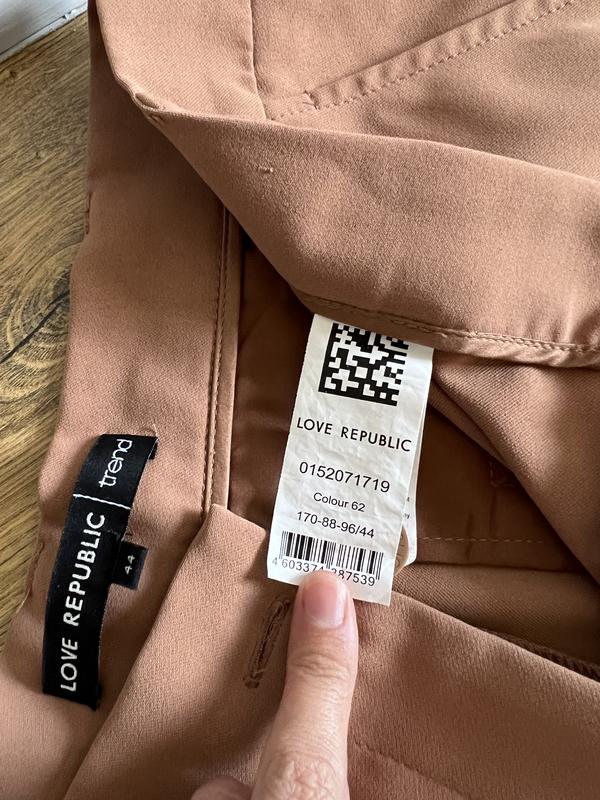 LOVE REPUBLIC
0152071719
Colour 62
170-88-96/44
LOVE REPUBLIC | trend
44